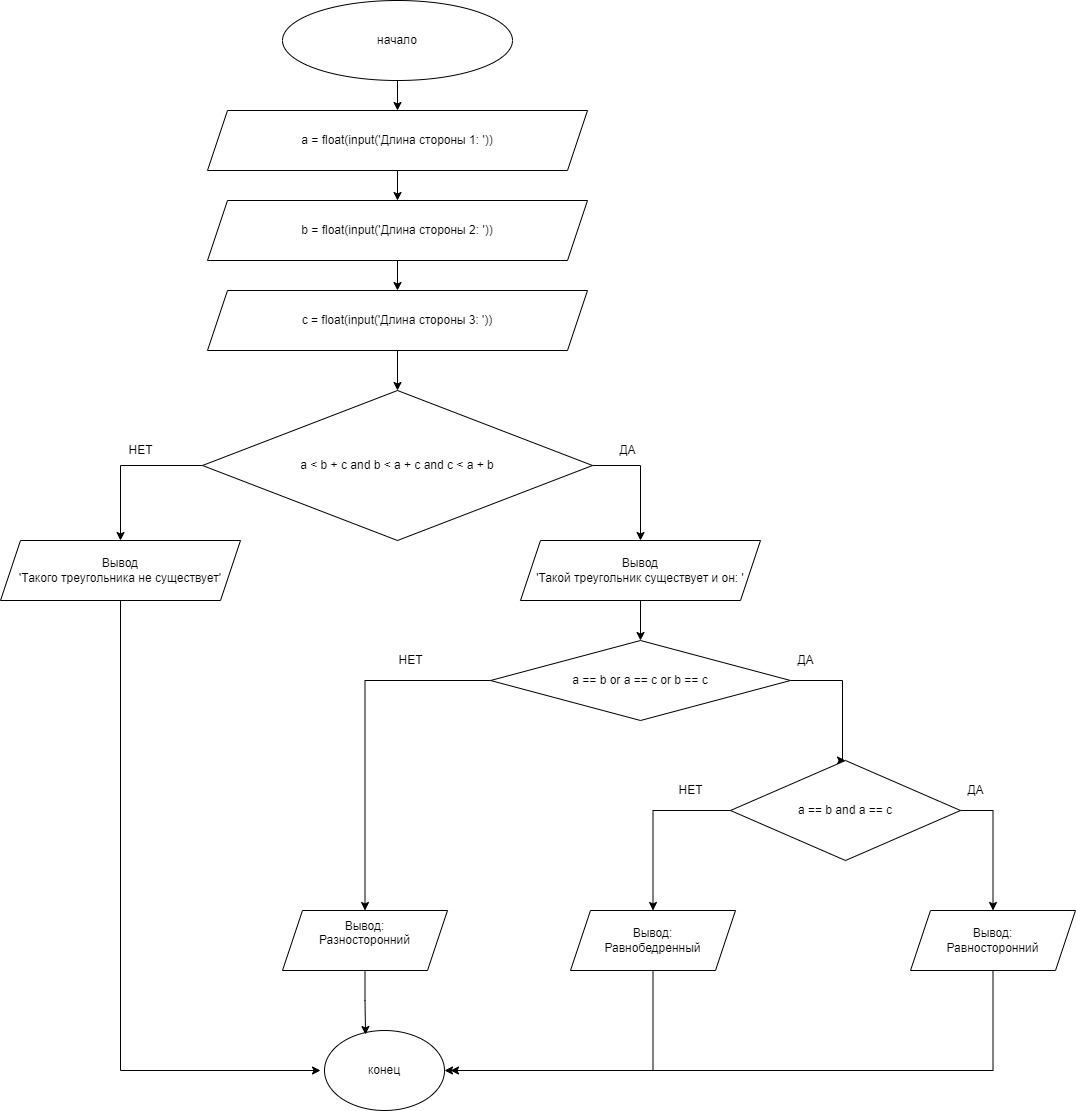 начало
a = float(input('Длина стороны 1: '))
b = float(input('Длина стороны 2: '))
c = float(input('Длина стороны 3: '))
НЕТ
ДА
a < b + c and b < a + c and c < a + b
Вывод
'Такого треугольника не существует'
Вывод
'Такой треугольник существует и он: '
НЕТ
ДА
a == b or a == c or b == c
НЕТ
ДА
a == b and a == c
Вывод:
Разносторонний
Вывод:
Равнобедренный
Вывод:
Равносторонний
конец